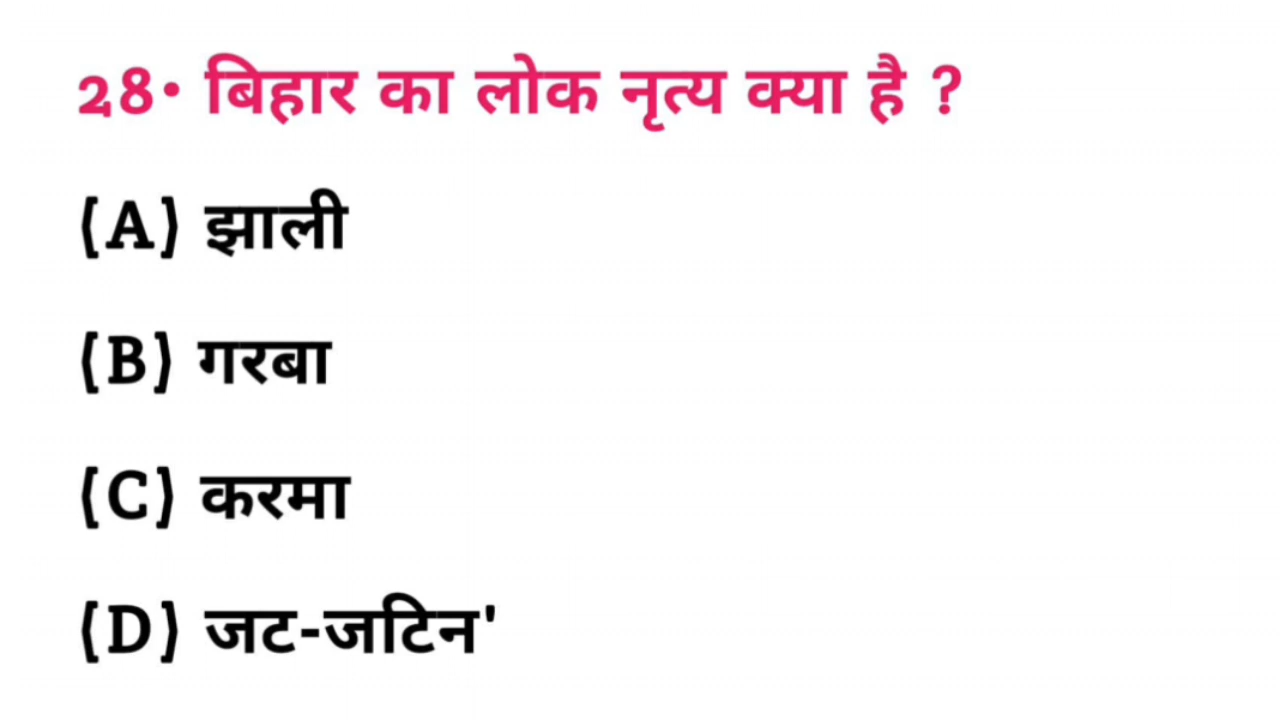 28• बिहार का लोक नृत्य क्या है ?
(A) झाली
(B) गरबा
(C) करमा
(D) जट-जटिन'